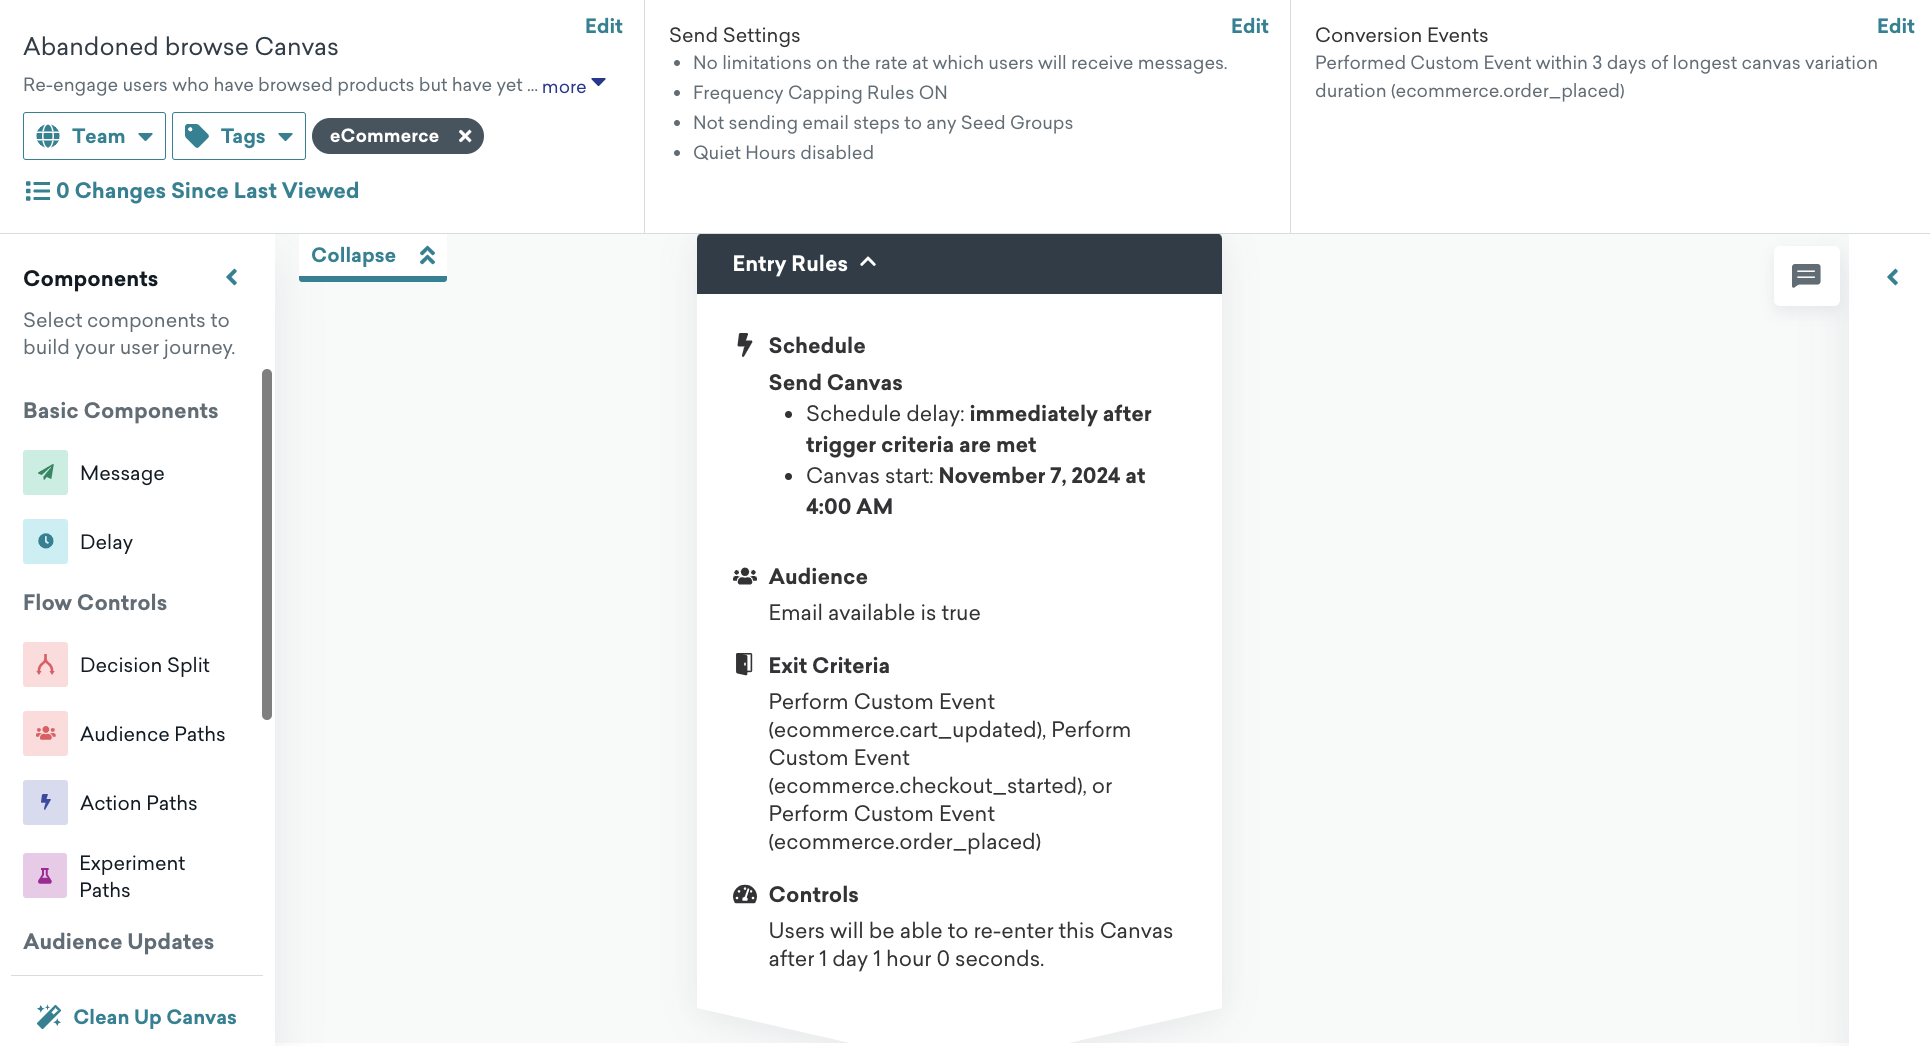 Edit
Abandoned browse Canvas
Re-engage users who have browsed products but have yet ... more
Team
Tags
eCommerce
0 Changes Since Last Viewed
Edit
Send Settings
• No limitations on the rate at which users will receive messages.
• Frequency Capping Rules ON
• Not sending email steps to any Seed Groups
• Quiet Hours disabled
Edit
Conversion Events
Performed Custom Event within 3 days of longest canvas variation
duration (ecommerce.order_placed)
Components
Select components to
build your user journey.
Basic Components
Message
Delay
Flow Controls
Decision Split
Audience Paths
Action Paths
Experiment
Paths
Audience Updates
Clean Up Canvas
Collapse
Entry Rules
Schedule
Send Canvas
• Schedule delay: immediately after
trigger criteria are met
• Canvas start: November 7, 2024 at
4:00 AM
Audience
Email available is true
Exit Criteria
Perform Custom Event
(ecommerce.cart_updated), Perform
Custom Event
(ecommerce.checkout_started), or
Perform Custom Event
(ecommerce.order_placed)
Controls
Users will be able to re-enter this Canvas
after 1 day 1 hour 0 seconds.